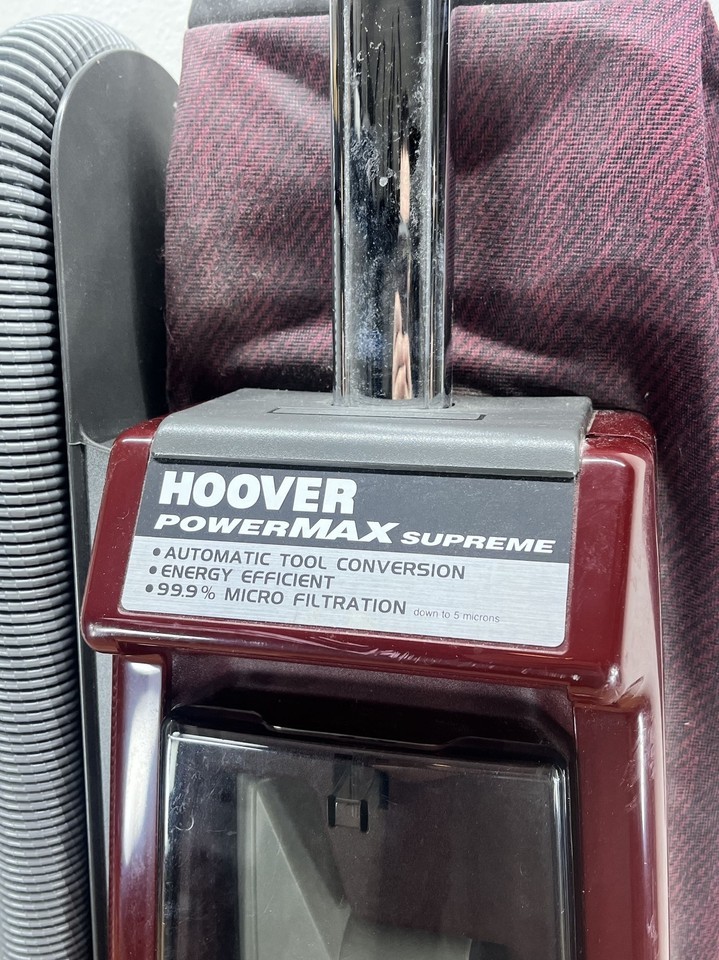 HOOVER
POWERMAX SUPREME
• AUTOMATIC TOOL CONVERSION
• ENERGY EFFICIENT
• 99.9% MICRO FILTRATION down to 5 microns